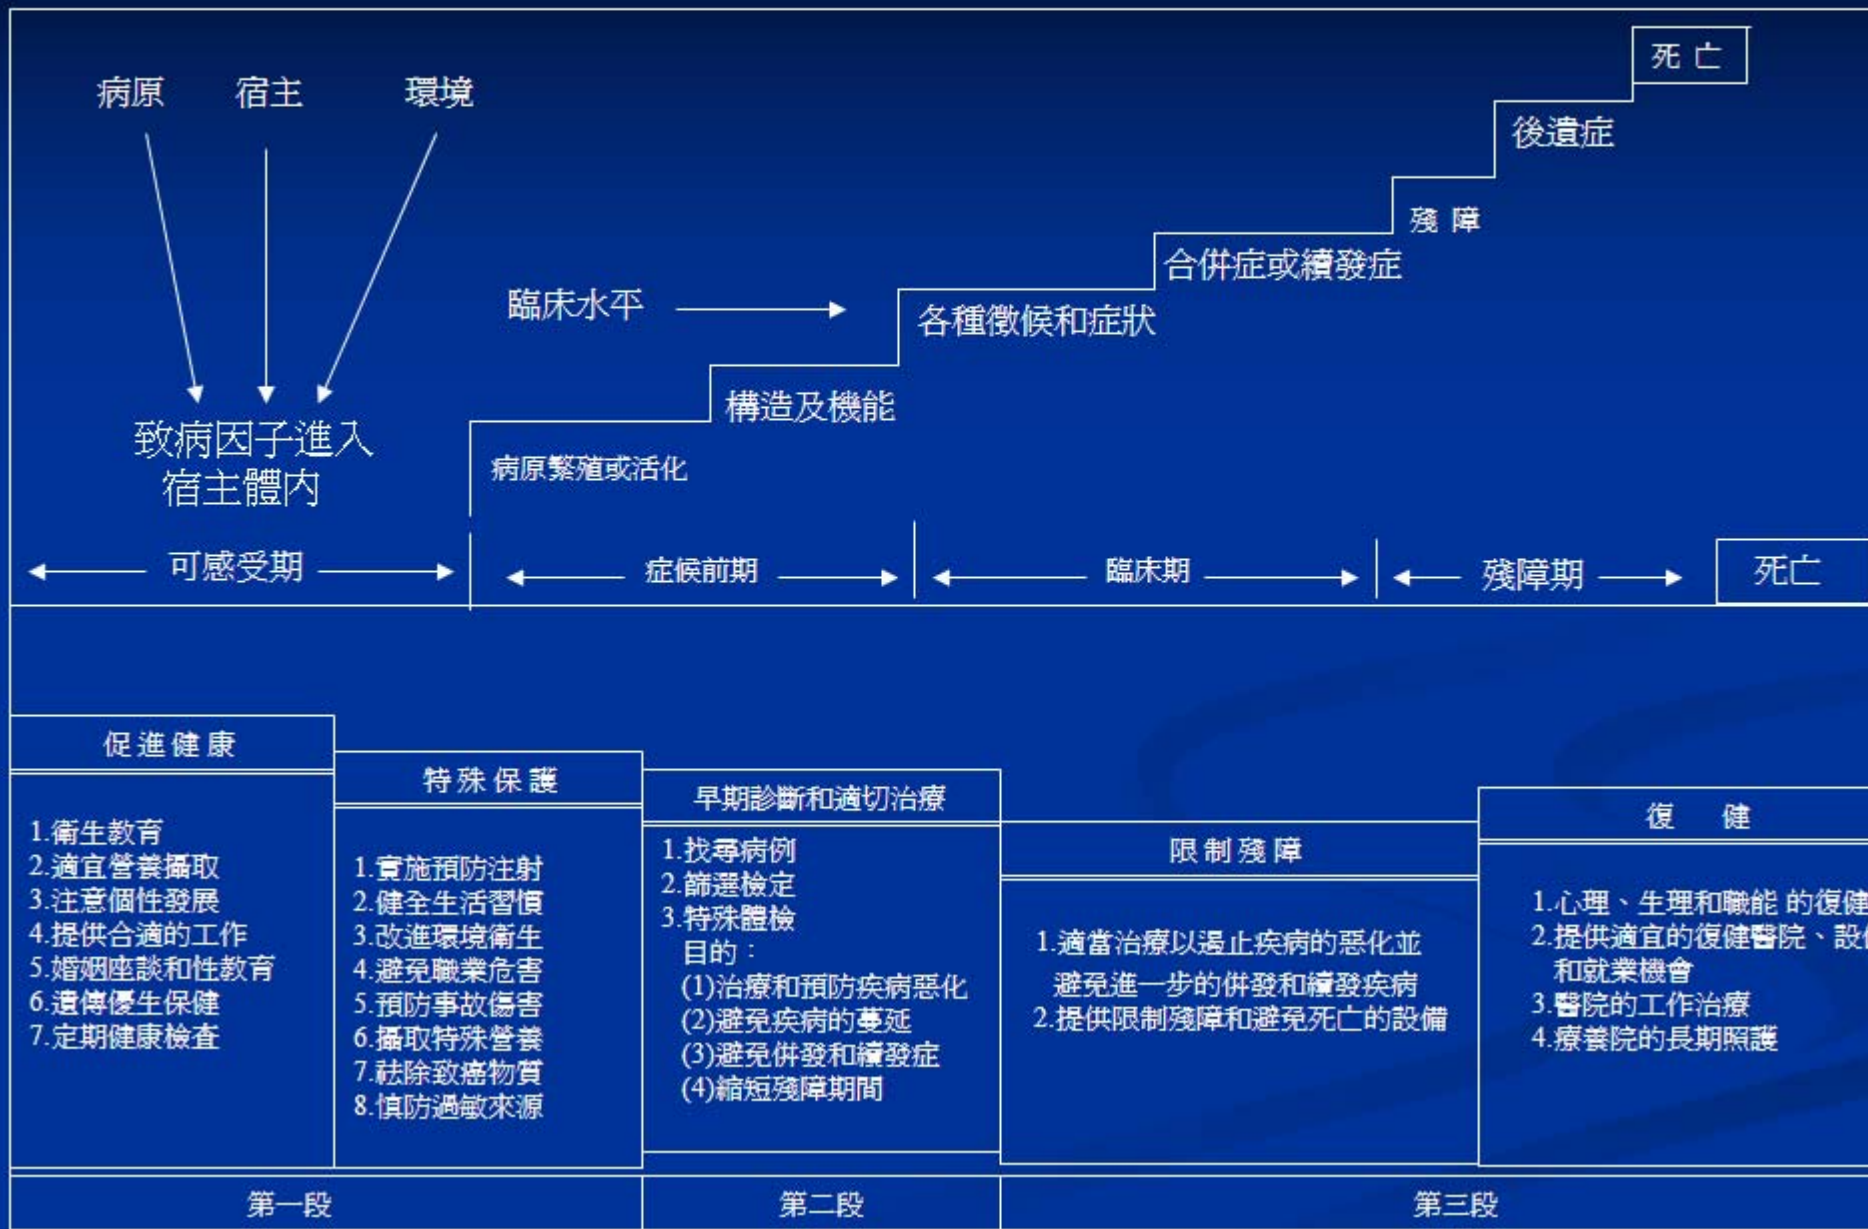 死亡
病原
宿主
環境
後遺症
殘障
合併症或續發症
臨床水平
各種徵候和症狀
構造及機能
致病因子進入
宿主體內
病原繁殖或活化
可感受期
症候前期
臨床期
殘障期
死亡
促進健康
1.衛生教育
2.適宜營養攝取
3.注意個性發展
4.提供合適的工作
5.婚姻座談和性教育
6.遺傳優生保健
7.定期健康檢查
特殊保護
1.實施預防注射
2.健全生活習慣
3.改進環境衛生
4.避免職業危害
5.預防事故傷害
6.攝取特殊營養
7.祛除致癌物質
8.慎防過敏來源
早期診斷和適切治療
1.找尋病例
2.篩選檢定
3.特殊體檢
目的：
(1)治療和預防疾病惡化
(2)避免疾病的蔓延
(3)避免併發和續發症
(4)縮短殘障期間
限制殘障
1.適當治療以遏止疾病的惡化並
避免進一步的併發和續發疾病
2.提供限制殘障和避免死亡的設備
復健
1.心理、生理和職能 的復健
2.提供適宜的復健醫院、設
和就業機會
3.醫院的工作治療
4.療養院的長期照護
第一段
第二段
第三段